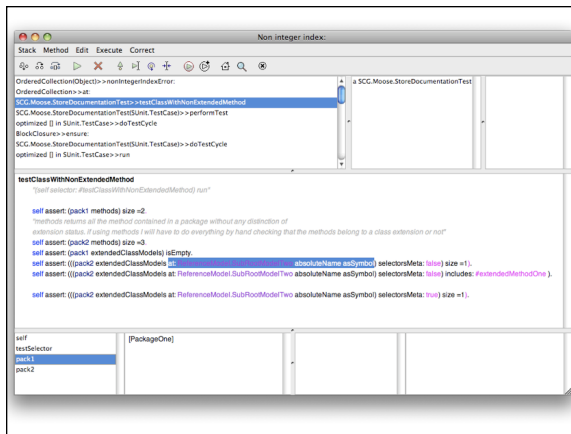 Non integer index:
Stack Method Edit Execute Correct
OrderedCollection(Object)>>nonIntegerIndexError:
OrderedCollection>>at:
SCG.Moose.StoreDocumentationTest>>testClassWithNonExtendedMethod
SCG.Moose.StoreDocumentationTest(SUnit.TestCase)>>performTest
optimized [] in SUnit.TestCase>>doTestCycle
BlockClosure>>ensure:
SCG.Moose.StoreDocumentationTest(SUnit.TestCase)>>doTestCycle
optimized [] in SUnit.TestCase>>run
a SCG.Moose.StoreDocumentationTest
testClassWithNonExtendedMethod
"(self selector: #testClassWithNonExtendedMethod) run"
self assert: (pack1 methods) size =2.
"methods returns all the method contained in a package without any distinction of
extension status. if using methods I will have to do everything by hand checking that the methods belong to a class extension or not"
self assert: (pack2 methods) size =3.
self assert: (pack1 extendedClassModels) isEmpty.
self assert: (((pack2 extendedClassModels at: ReferenceModel.SubRootModelTwo absoluteName asSymbol) selectorsMeta: false) size =1).
self assert: (((pack2 extendedClassModels at: ReferenceModel.SubRootModelTwo absoluteName asSymbol) selectorsMeta: false) includes: #extendedMethodOne ).
self assert: (((pack2 extendedClassModels at: ReferenceModel.SubRootModelTwo absoluteName asSymbol) selectorsMeta: true) size =1).
self
testSelector
pack1
pack2
[PackageOne]